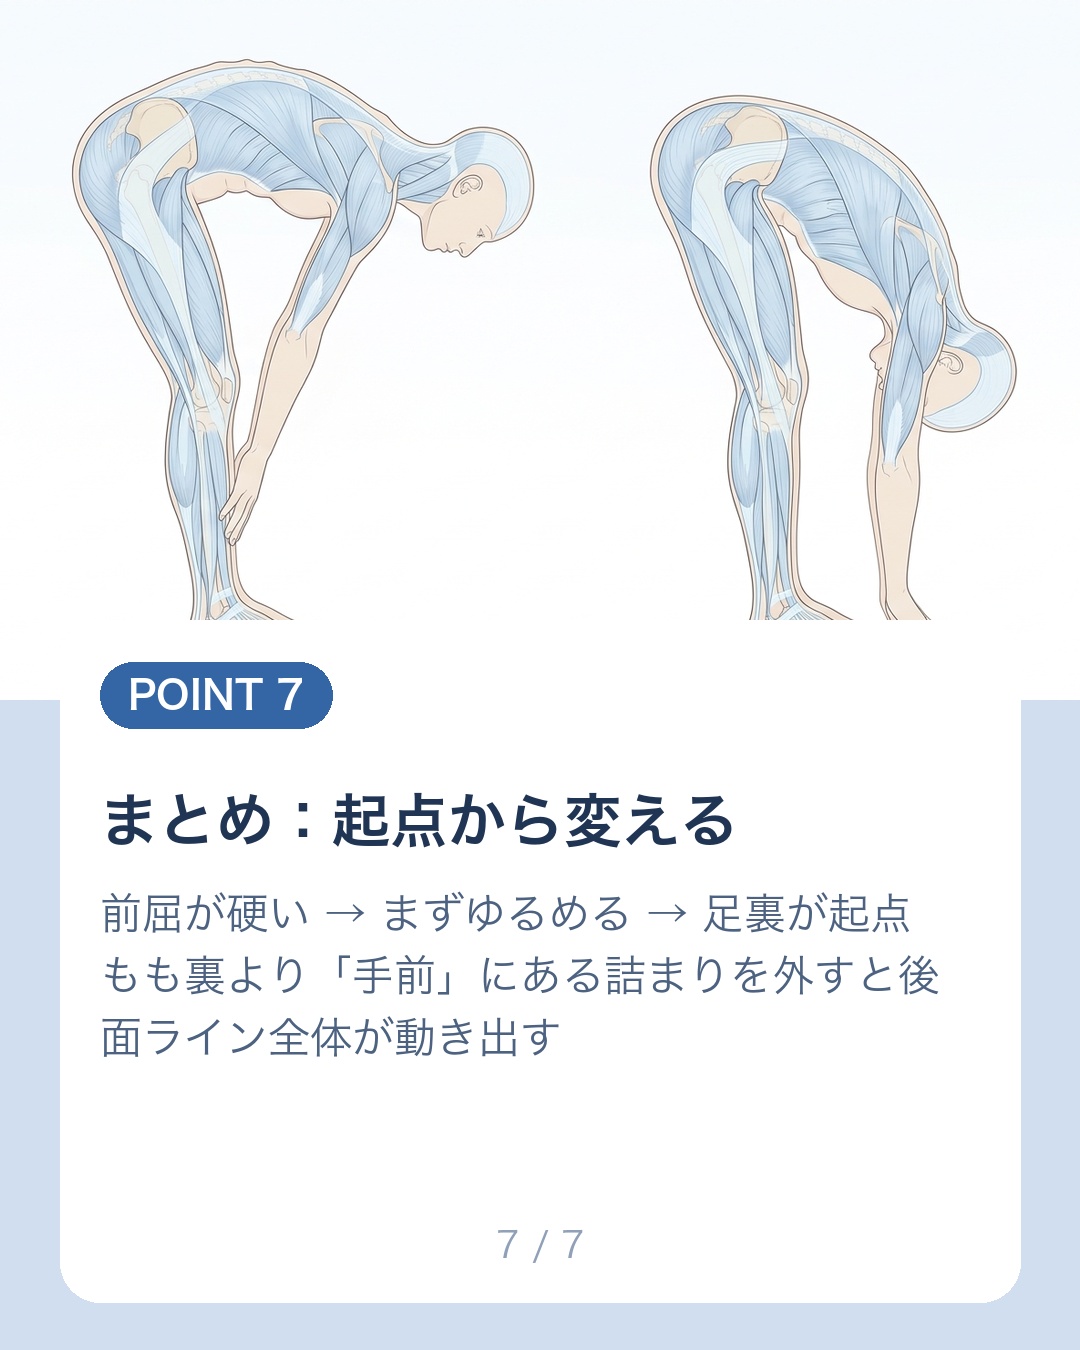 POINT 7
まとめ：起点から変える
前屈が硬い → まずゆるめる → 足裏が起点
もも裏より「手前」にある詰まりを外すと後
面ライン全体が動き出す
7 / 7